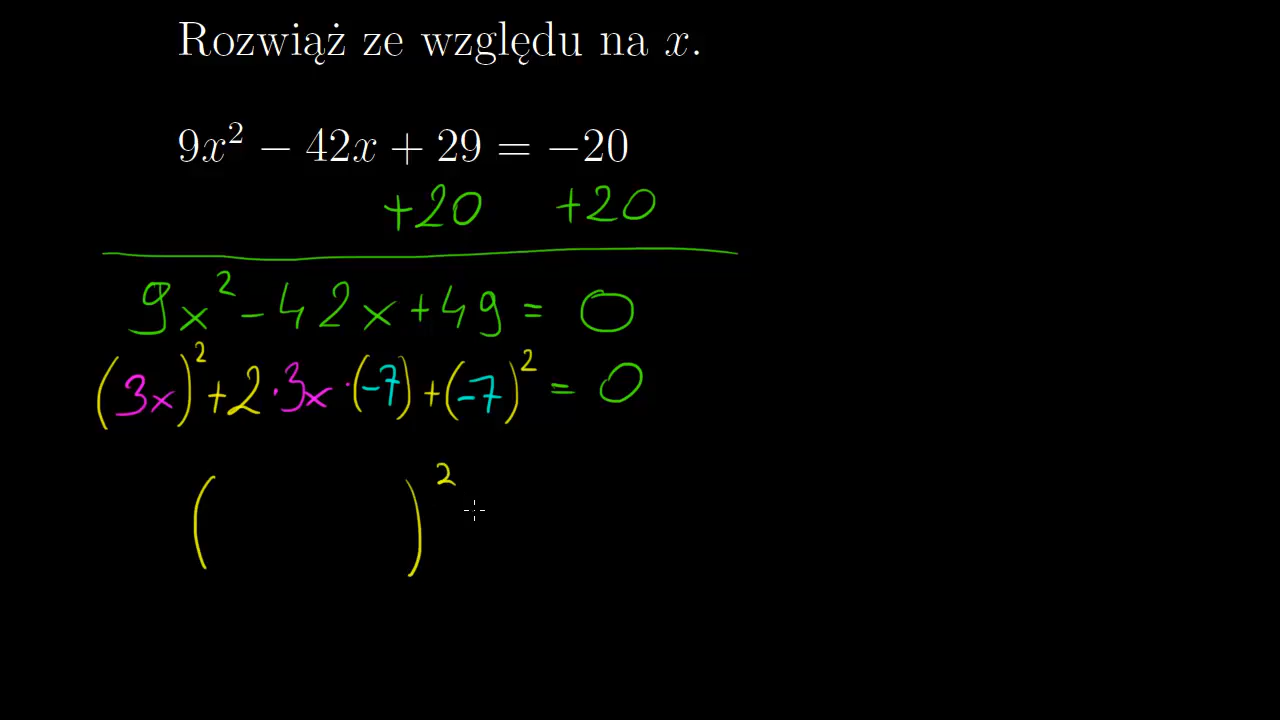 Rozwiąż ze względu na x.
9x² − 42x + 29 = −20
+20 +20
9x² - 42x + 49 = 0
(3x)² + 2 · 3x · (-7) + (-7)² = 0
( )²